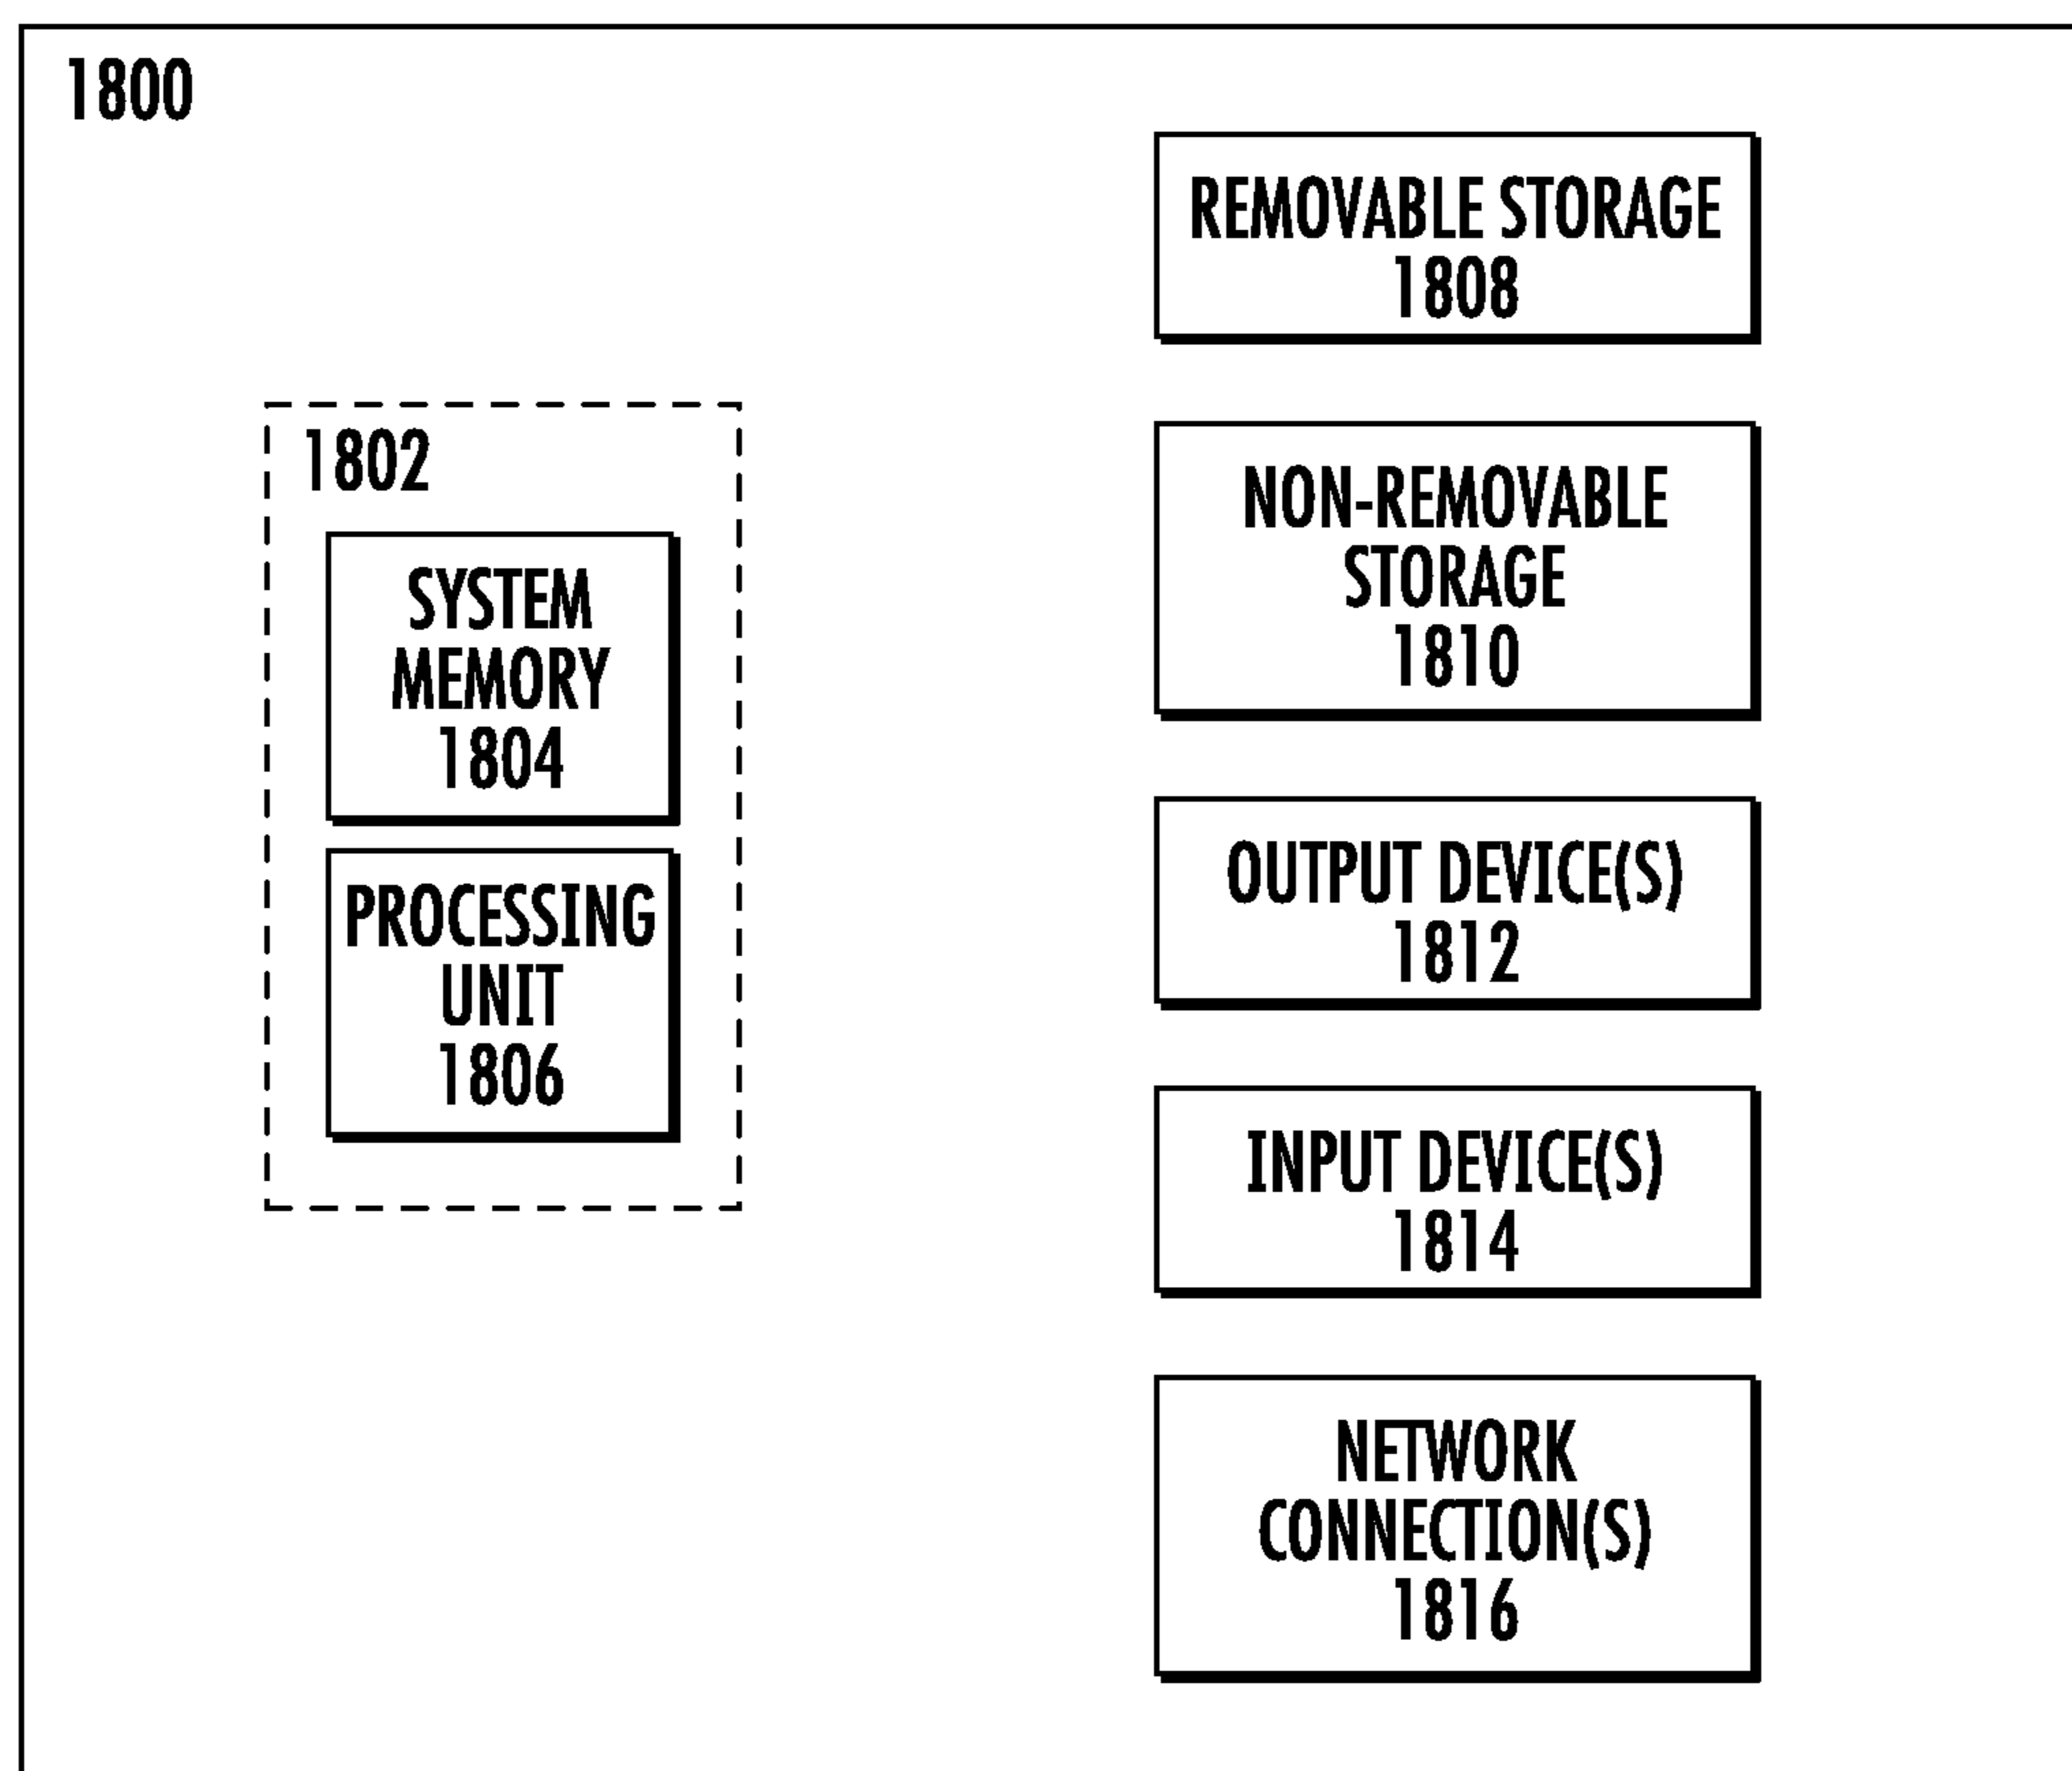 1800
REMOVABLE STORAGE
1808
1802
SYSTEM
MEMORY
1804
PROCESSING
UNIT
1806
NON-REMOVABLE
STORAGE
1810
OUTPUT DEVICE(S)
1812
INPUT DEVICE(S)
1814
NETWORK
CONNECTION(S)
1816